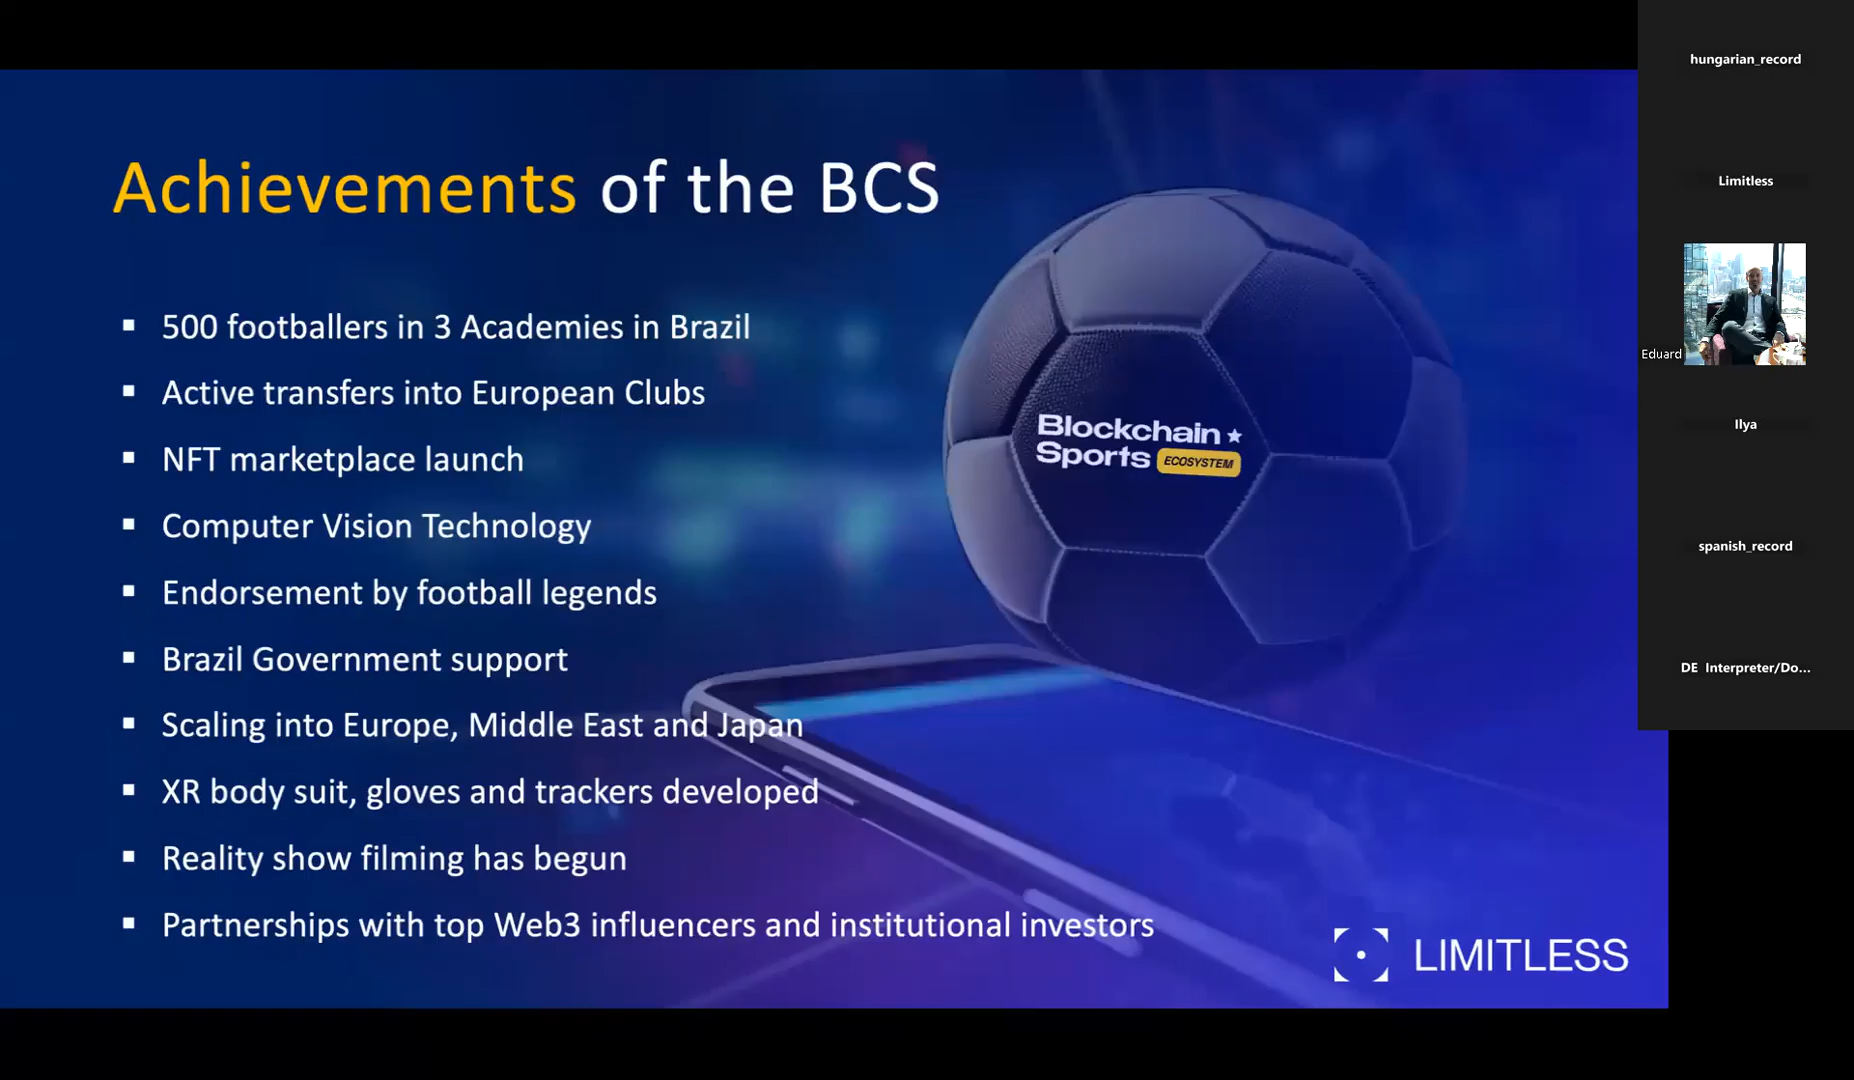 Achievements of the BCS
▪ 500 footballers in 3 Academies in Brazil
▪ Active transfers into European Clubs
▪ NFT marketplace launch
▪ Computer Vision Technology
▪ Endorsement by football legends
▪ Brazil Government support
▪ Scaling into Europe, Middle East and Japan
▪ XR body suit, gloves and trackers developed
▪ Reality show filming has begun
▪ Partnerships with top Web3 influencers and institutional investors
Blockchain
Sports ECOSYSTEM
LIMITLESS
hungarian_record
Limitless
Eduard
Ilya
spanish_record
DE Interpreter/Do...